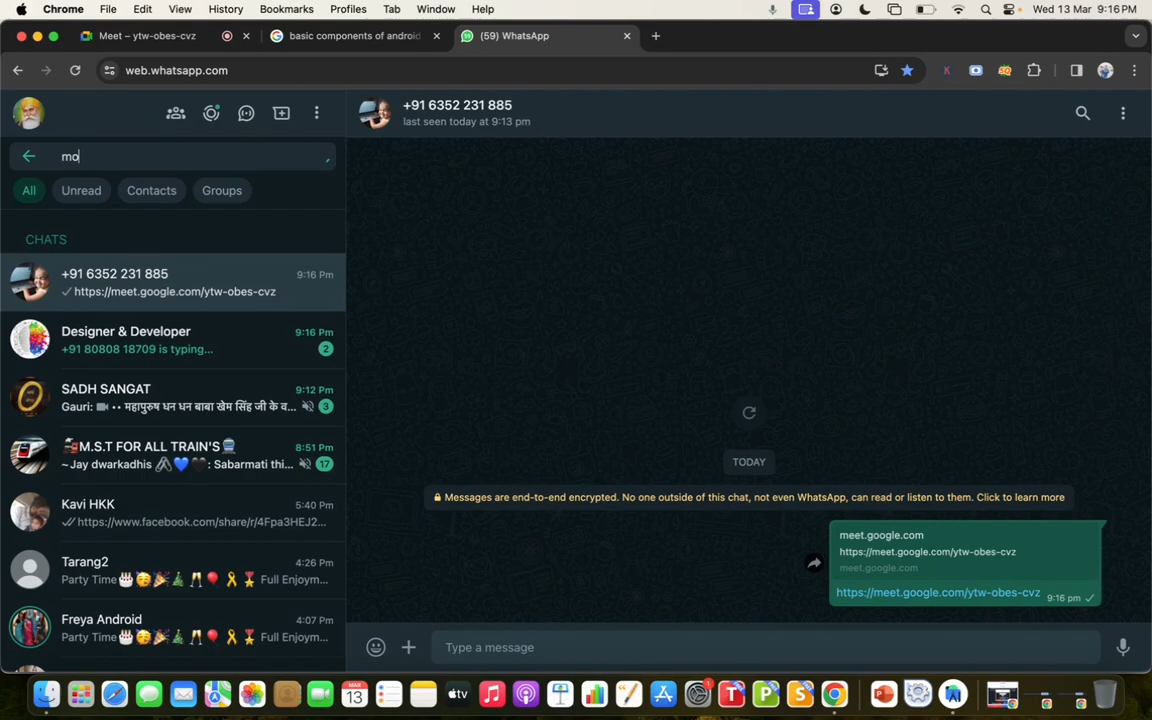 Chrome File Edit View History Bookmarks Profiles Tab Window Help Wed 13 Mar 9:16 PM
Meet – ytw-obes-cvz basic components of android (59) WhatsApp
web.whatsapp.com
+91 6352 231 885
last seen today at 9:13 pm
mo
All Unread Contacts Groups
CHATS
+91 6352 231 885 9:16 Pm
https://meet.google.com/ytw-obes-cvz
Designer & Developer 9:16 Pm
+91 80808 18709 is typing... 2
SADH SANGAT 9:12 Pm
Gauri: •• महापुरुष धन धन बाबा खेम सिंह जी के व... 3
M.S.T FOR ALL TRAIN'S 8:51 Pm
~Jay dwarkadhis : Sabarmati thi... 17
Kavi HKK 5:40 Pm
https://www.facebook.com/share/r/4Fpa3HEJ2...
Tarang2 4:26 Pm
Party Time Full Enjoym...
Freya Android 4:07 Pm
Party Time Full Enjoym...
TODAY
Messages are end-to-end encrypted. No one outside of this chat, not even WhatsApp, can read or listen to them. Click to learn more
meet.google.com
https://meet.google.com/ytw-obes-cvz
meet.google.com
https://meet.google.com/ytw-obes-cvz 9:16 pm
Type a message
MAR
13
tv
1
T P S